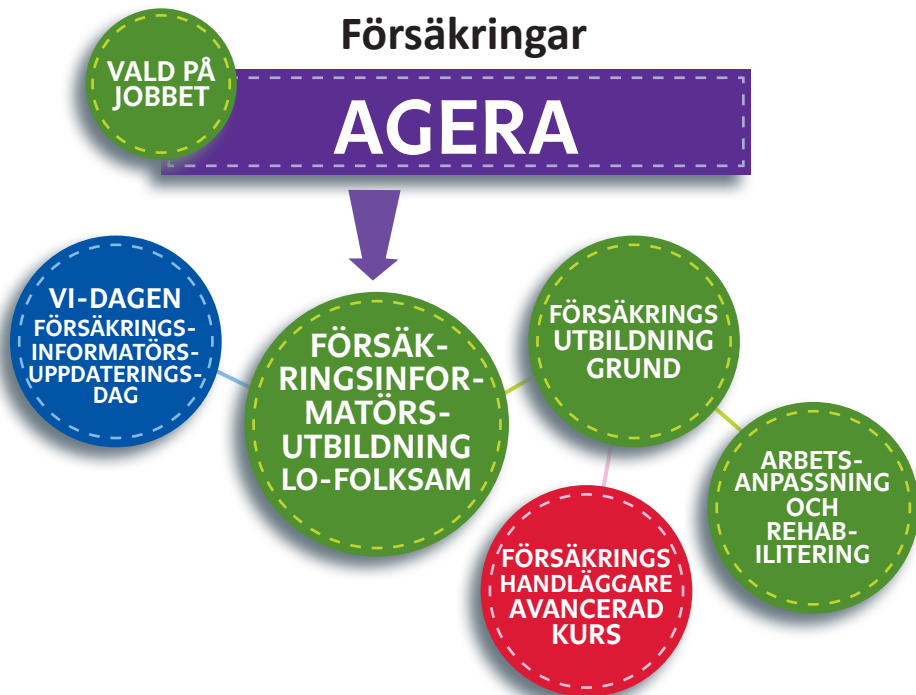 Försäkringar
VALD PÅ
JOBBET
AGERA
VI-DAGEN
FÖRSÄKRINGS-
INFORMATÖRS-
UPPDATERINGS-
DAG
FÖRSÄK-
RINGSINFOR-
MATÖRS-
UTBILDNING
LO-FOLKSAM
FÖRSÄKRINGS
UTBILDNING
GRUND
ARBETS-
ANPASSNING
OCH
REHAB-
ILITERING
FÖRSÄKRINGS
HANDLÄGGARE
AVANCERAD
KURS